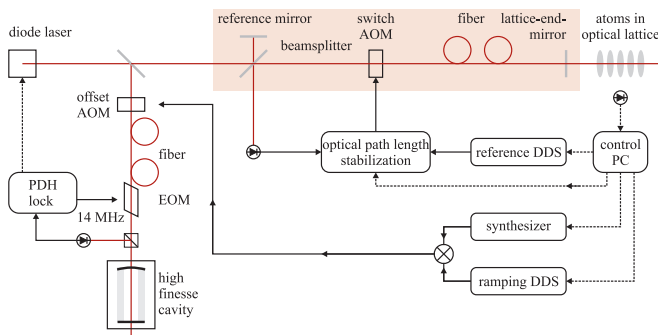 diode laser
reference mirror
beamsplitter
switch
AOM
fiber
lattice-end-
mirror
atoms in
optical lattice
offset
AOM
fiber
optical path length
stabilization
reference DDS
control
PC
PDH
lock
14 MHz
EOM
synthesizer
ramping DDS
high
finesse
cavity